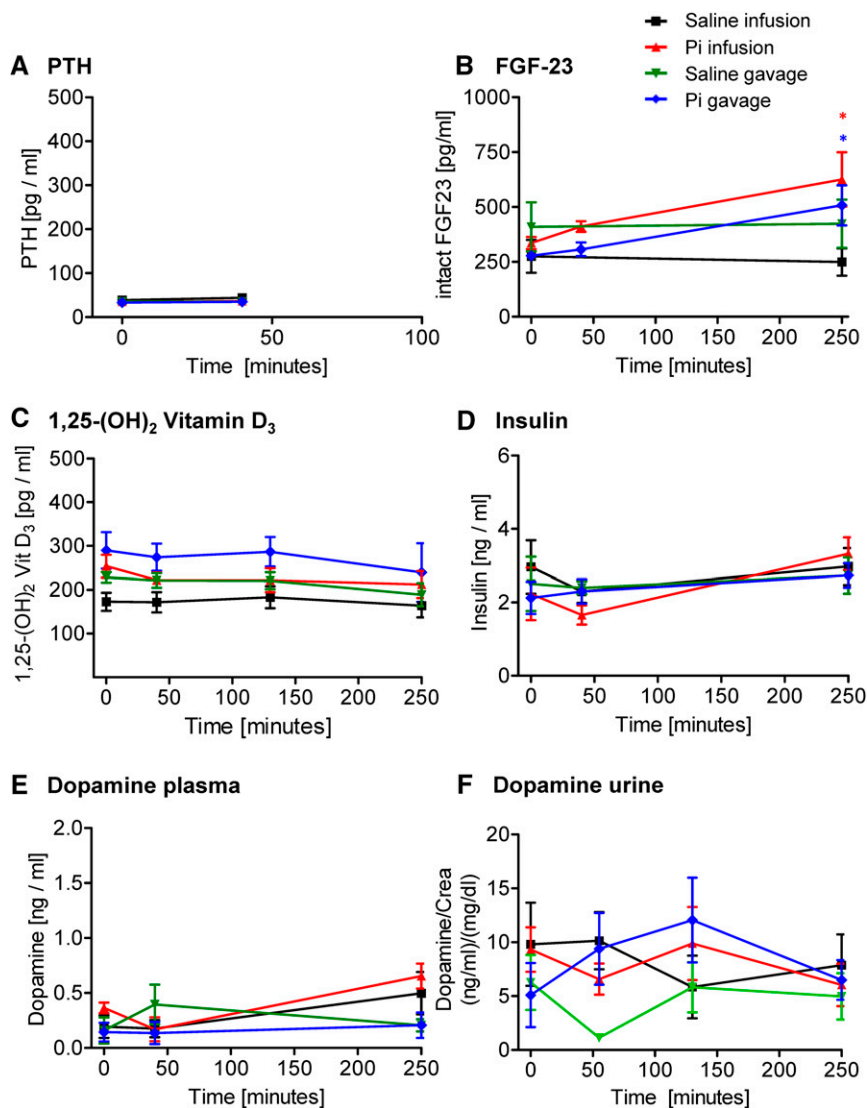 Saline infusion
Pi infusion
Saline gavage
Pi gavage
A PTH
500
400
300
200
100
0
PTH [pg / ml]
0 50 100
Time [minutes]
B FGF-23
1000
750
500
250
0
intact FGF23 [pg/ml]
*
*
0 50 100 150 200 250
Time [minutes]
C 1,25-(OH)₂ Vitamin D₃
500
400
300
200
100
1,25-(OH)₂ Vit D₃ [pg / ml]
0 50 100 150 200 250
Time [minutes]
D Insulin
6
4
2
0
Insulin [ng / ml]
0 50 100 150 200 250
Time [minutes]
E Dopamine plasma
2.0
1.5
1.0
0.5
0.0
Dopamine [ng / ml]
0 50 100 150 200 250
Time [minutes]
F Dopamine urine
20
15
10
5
0
Dopamine/Crea
(ng/ml)/(mg/dl)
0 50 100 150 200 250
Time [minutes]